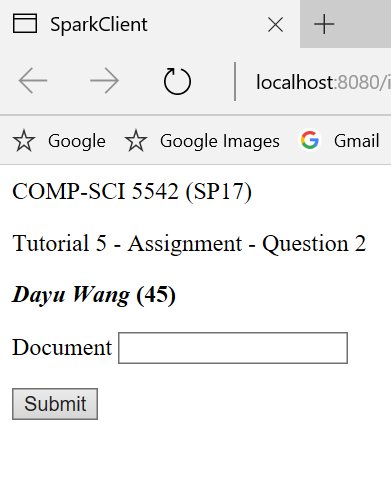 SparkClient
localhost:8080/i
Google Google Images G Gmail
COMP-SCI 5542 (SP17)
Tutorial 5 - Assignment - Question 2
Dayu Wang (45)
Document
Submit